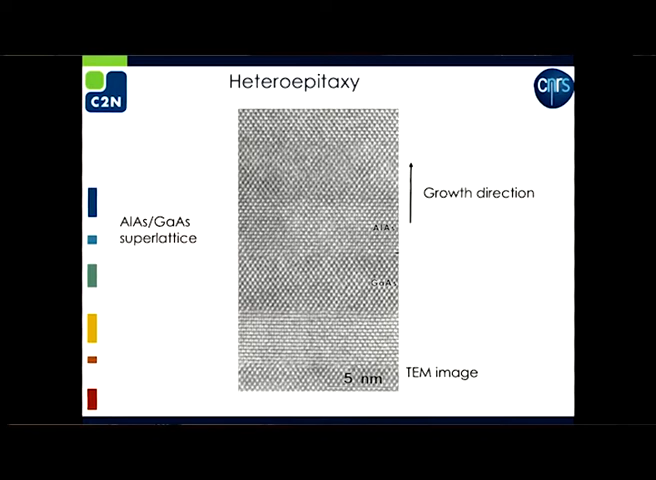 Heteroepitaxy
C2N
cnrs
Growth direction
AlAs/GaAs
superlattice
AlAs
GaAs
TEM image
5 nm